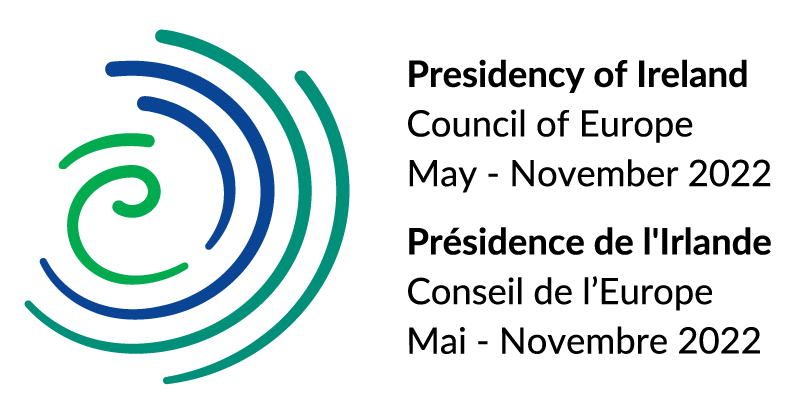 Presidency of Ireland
Council of Europe
May - November 2022
Présidence de l'Irlande
Conseil de l’Europe
Mai - Novembre 2022